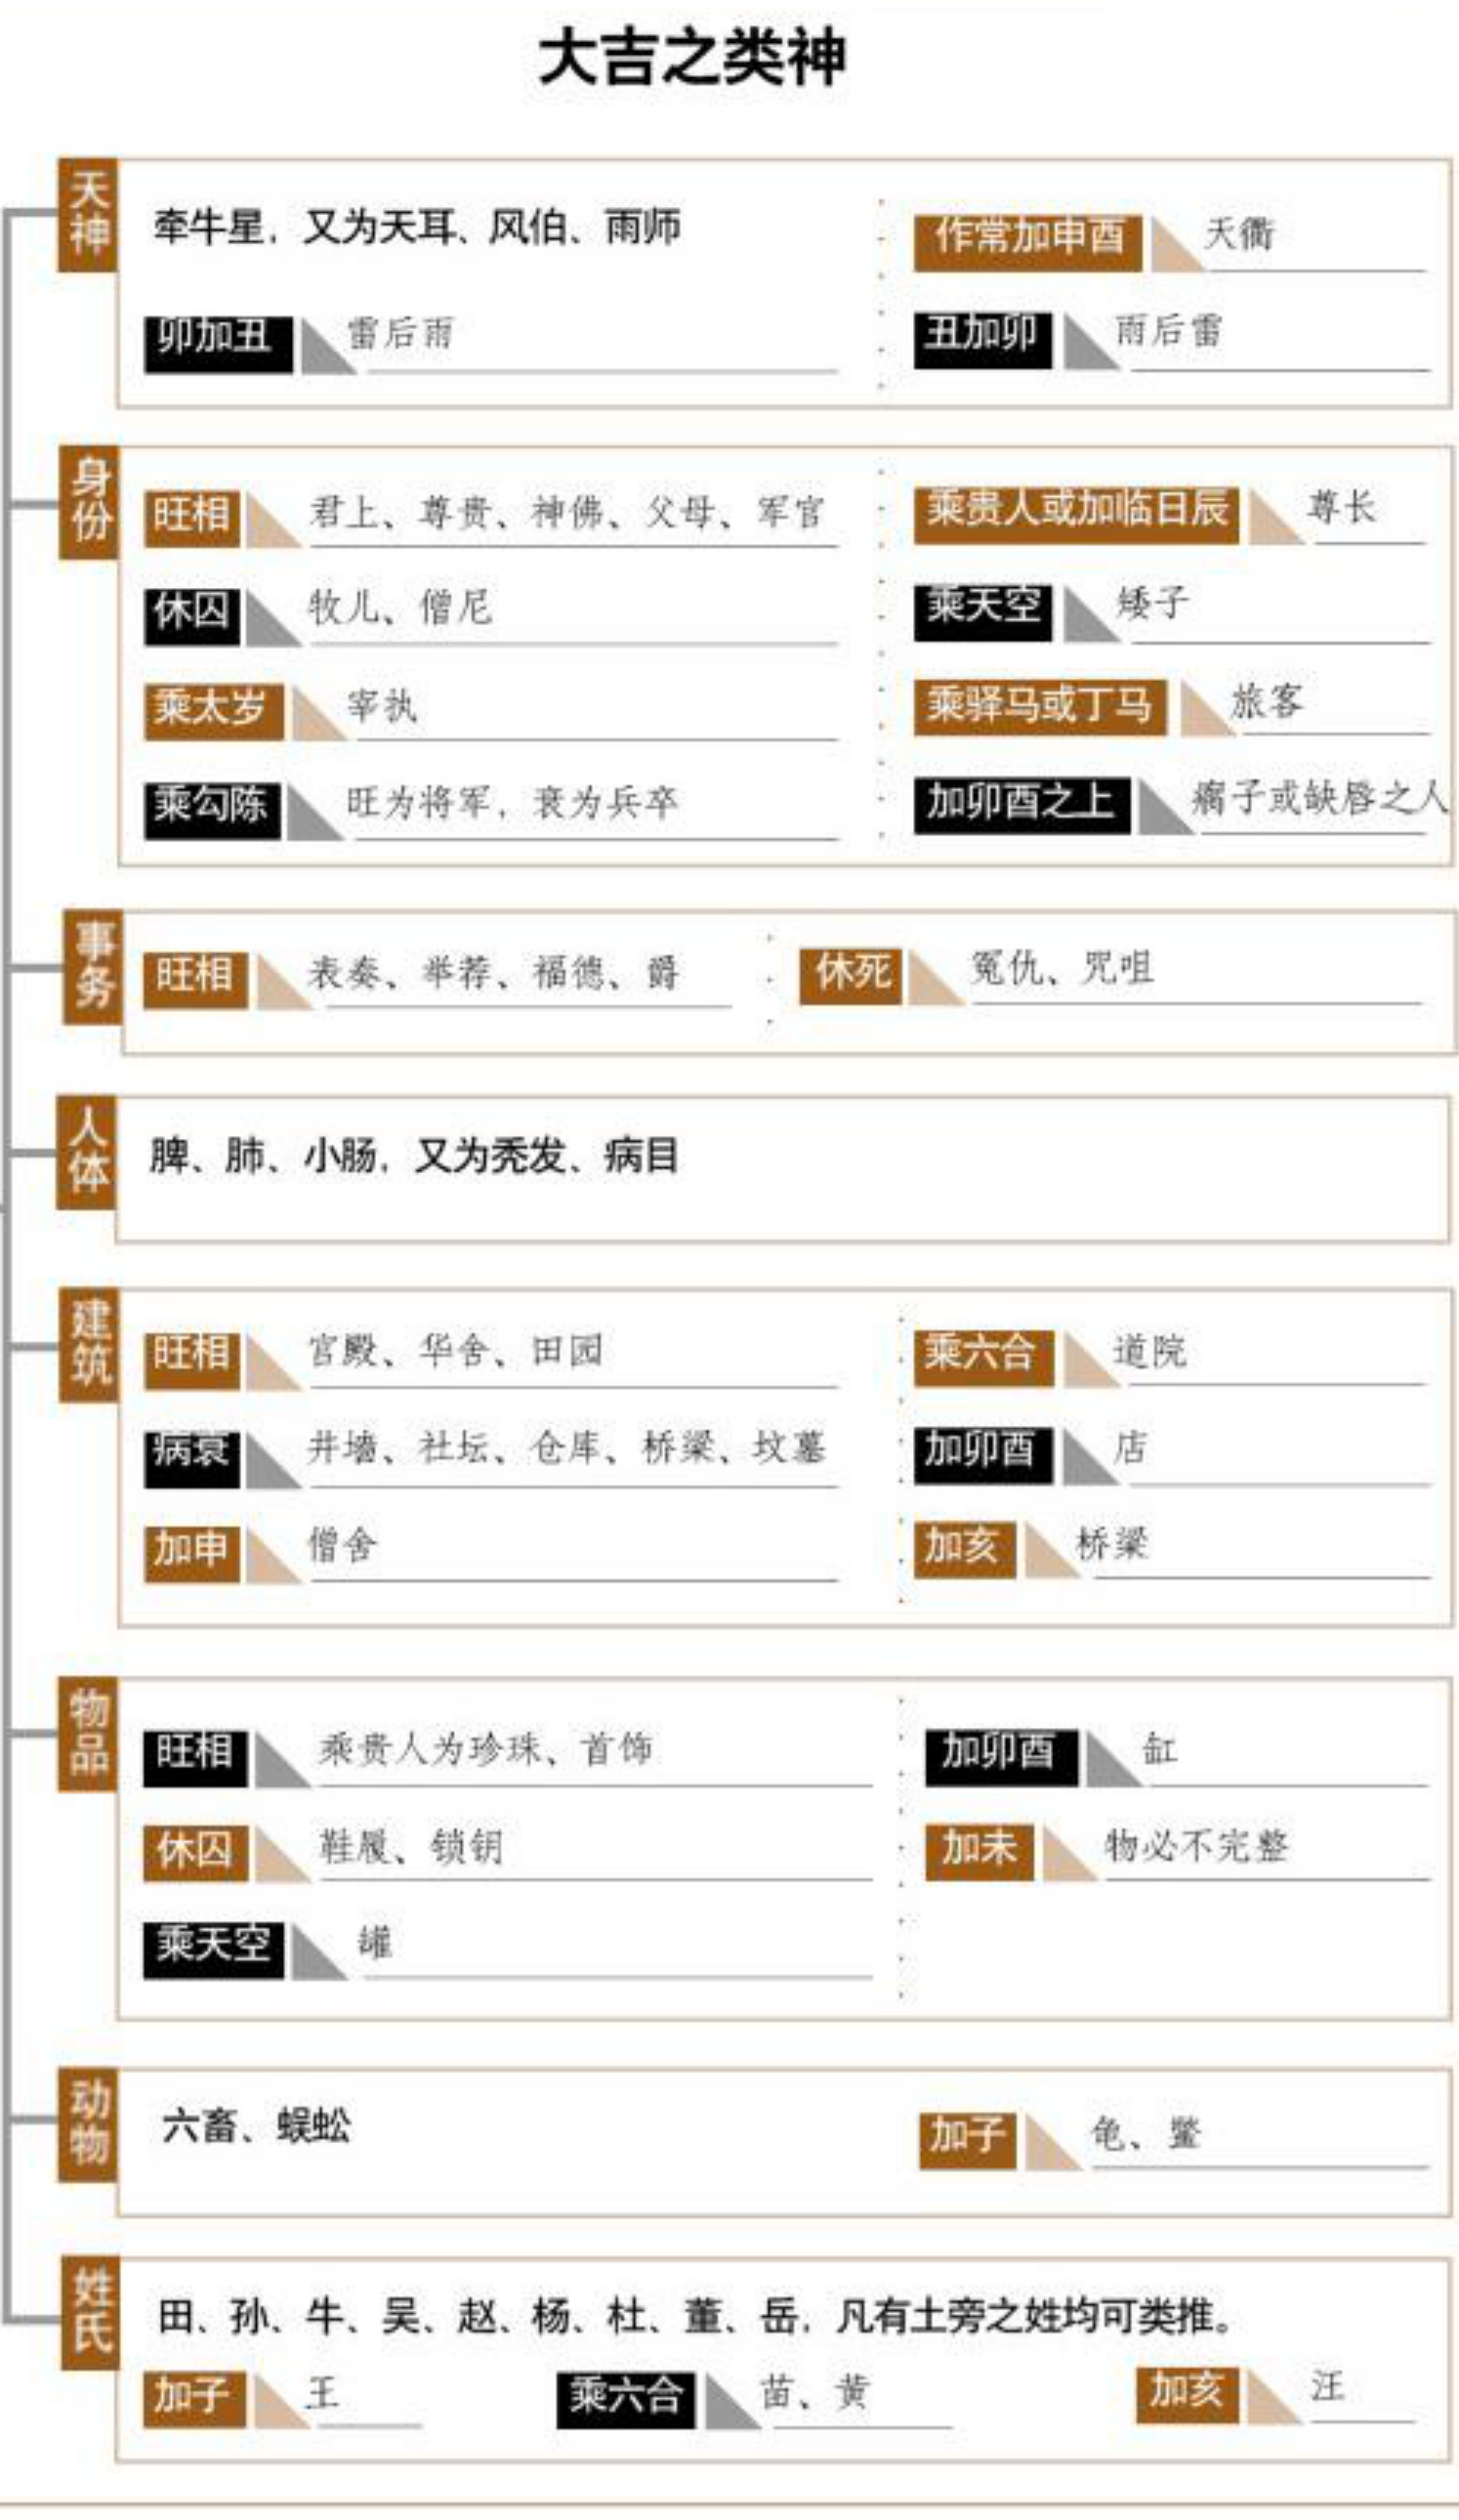 大吉之类神
天神
牵牛星，又为天耳、风伯、雨师
作常加申酉 天衢
卯加丑 雷后雨
丑加卯 雨后雷
身份
旺相 君上、尊贵、神佛、父母、军官
乘贵人或加临日辰 尊长
休囚 牧儿、僧尼
乘天空 矮子
乘太岁 宰执
乘驿马或丁马 旅客
乘勾陈 旺为将军，衰为兵卒
加卯酉之上 瘸子或缺唇之人
事务
旺相 表奏、举荐、福德、爵
休死 冤仇、咒咀
人体
脾、肺、小肠，又为秃发、病目
建筑
旺相 宫殿、华舍、田园
乘六合 道院
病衰 井墙、社坛、仓库、桥梁、坟墓
加卯酉 店
加申 僧舍
加亥 桥梁
物品
旺相 乘贵人为珍珠、首饰
加卯酉 缸
休囚 鞋履、锁钥
加未 物必不完整
乘天空 罐
动物
六畜、蜈蚣
加子 龟、鳖
姓氏
田、孙、牛、吴、赵、杨、杜、董、岳，凡有土旁之姓均可类推。
加子 王
乘六合 苗、黄
加亥 汪